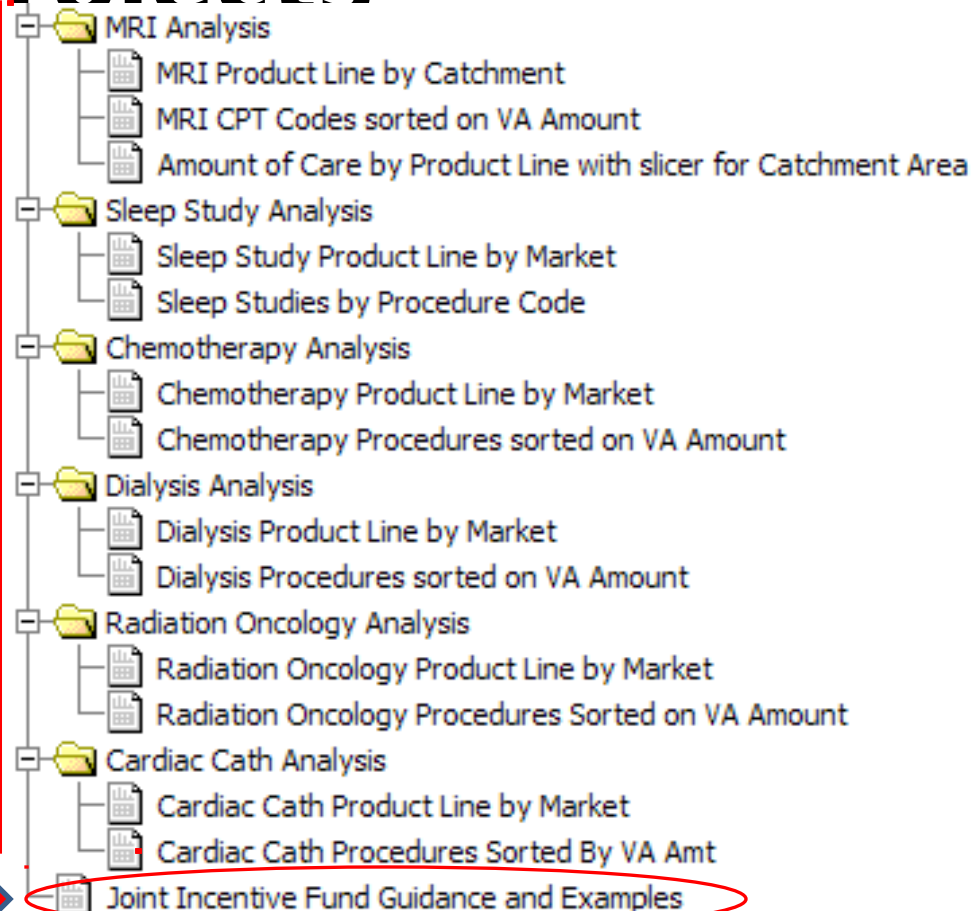 MRI Analysis
MRI Product Line by Catchment
MRI CPT Codes sorted on VA Amount
Amount of Care by Product Line with slicer for Catchment Area
Sleep Study Analysis
Sleep Study Product Line by Market
Sleep Studies by Procedure Code
Chemotherapy Analysis
Chemotherapy Product Line by Market
Chemotherapy Procedures sorted on VA Amount
Dialysis Analysis
Dialysis Product Line by Market
Dialysis Procedures sorted on VA Amount
Radiation Oncology Analysis
Radiation Oncology Product Line by Market
Radiation Oncology Procedures Sorted on VA Amount
Cardiac Cath Analysis
Cardiac Cath Product Line by Market
Cardiac Cath Procedures Sorted By VA Amt
Joint Incentive Fund Guidance and Examples